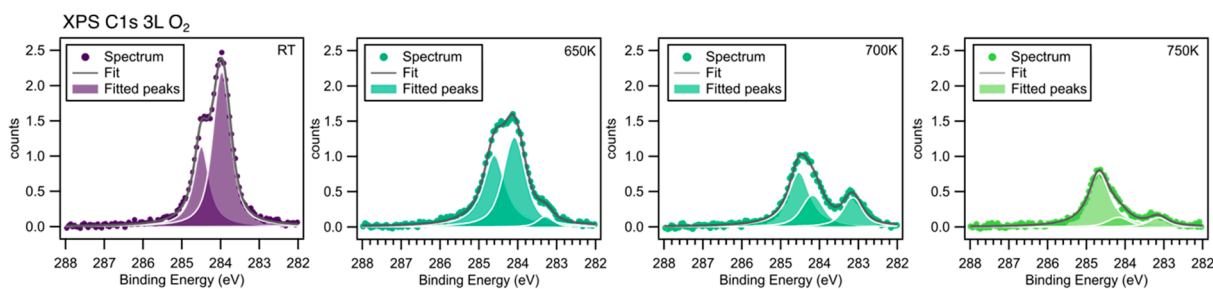 XPS C1s 3L O₂
2.5
2.0
1.5
1.0
0.5
0.0
counts
Spectrum
Fit
Fitted peaks
RT
288 287 286 285 284 283 282
Binding Energy (eV)
2.5
2.0
1.5
1.0
0.5
0.0
counts
Spectrum
Fit
Fitted peaks
650K
288 287 286 285 284 283 282
Binding Energy (eV)
2.5
2.0
1.5
1.0
0.5
0.0
counts
Spectrum
Fit
Fitted peaks
700K
288 287 286 285 284 283 282
Binding Energy (eV)
2.5
2.0
1.5
1.0
0.5
0.0
counts
Spectrum
Fit
Fitted peaks
750K
288 287 286 285 284 283 282
Binding Energy (eV)